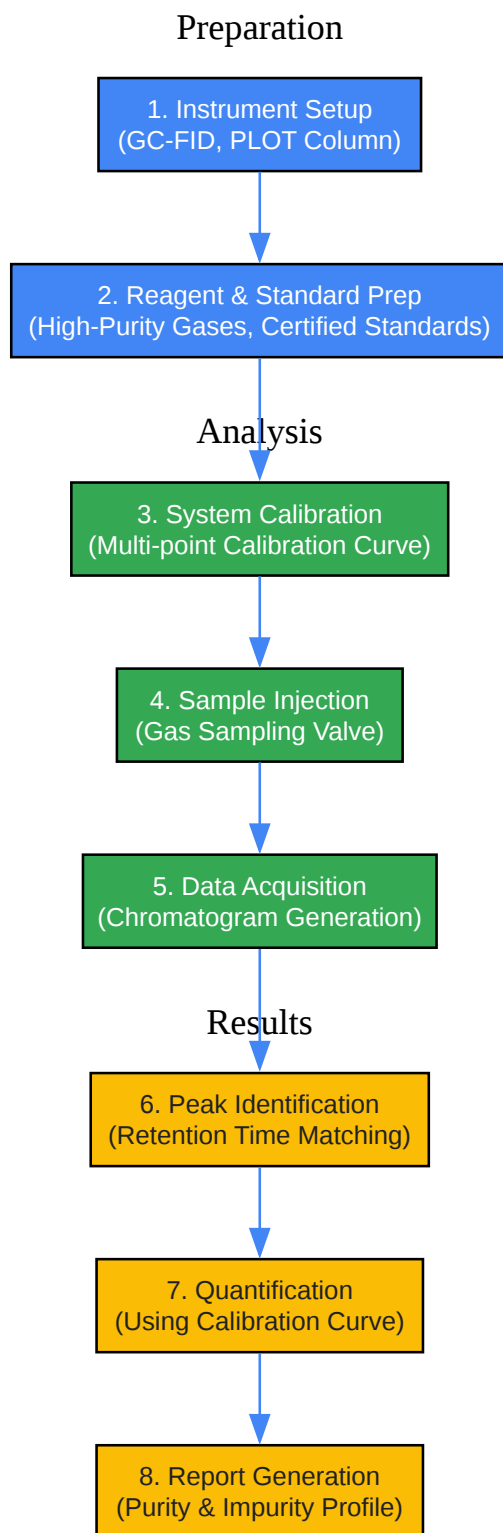 Preparation
1. Instrument Setup
(GC-FID, PLOT Column)
2. Reagent & Standard Prep
(High-Purity Gases, Certified Standards)
Analysis
3. System Calibration
(Multi-point Calibration Curve)
4. Sample Injection
(Gas Sampling Valve)
5. Data Acquisition
(Chromatogram Generation)
Results
6. Peak Identification
(Retention Time Matching)
7. Quantification
(Using Calibration Curve)
8. Report Generation
(Purity & Impurity Profile)